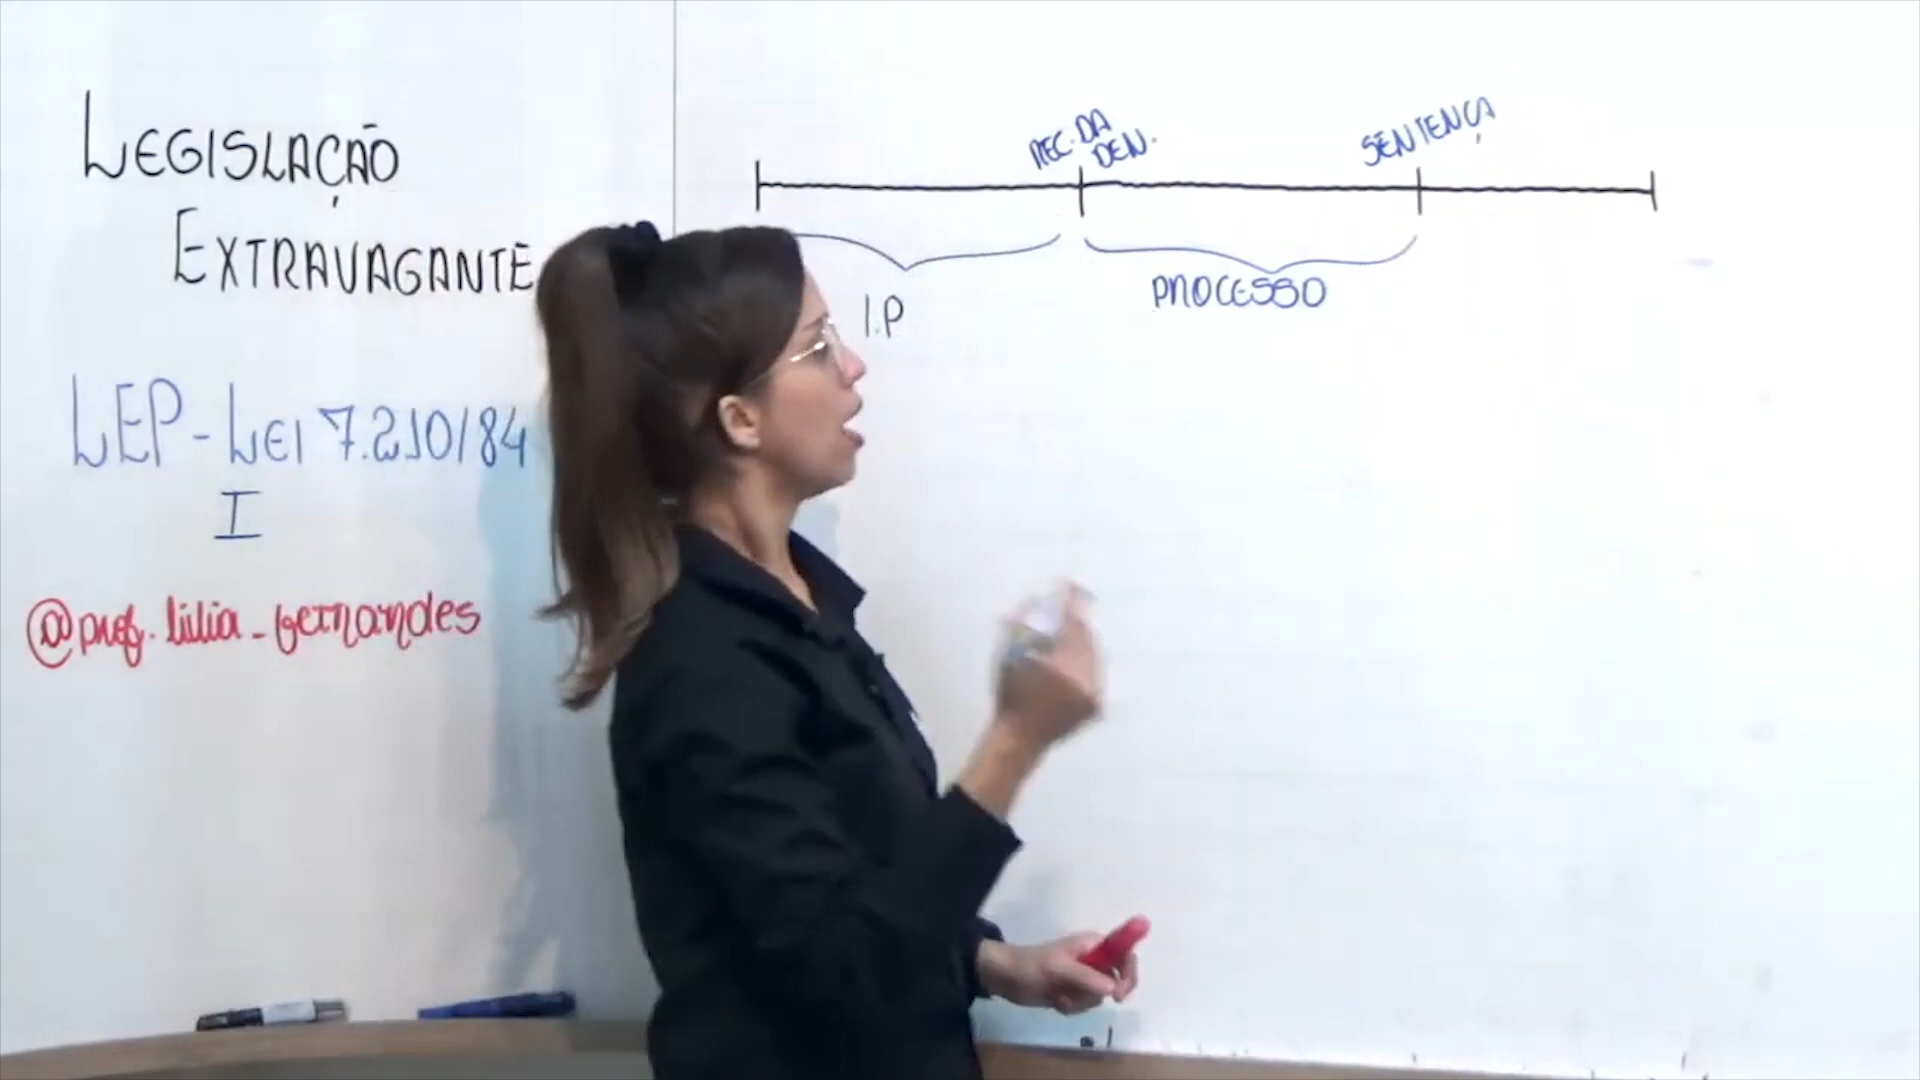 LEGISLAÇÃO
EXTRAVAGANTE
LEP - LEI 7.210/84
I
@prof.lilia_fernandes
REC. DA
DEN.
SENTENÇA
I.P
PROCESSO